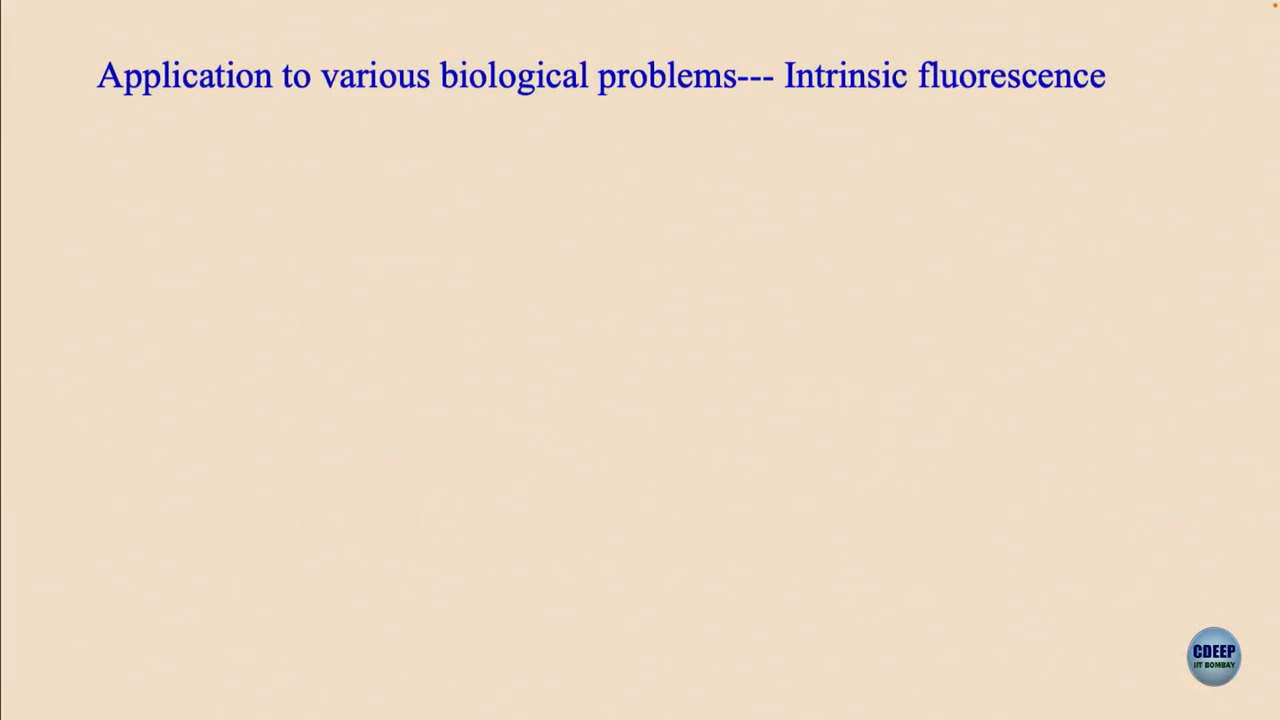 Application to various biological problems--- Intrinsic fluorescence
CDEEP
IIT BOMBAY